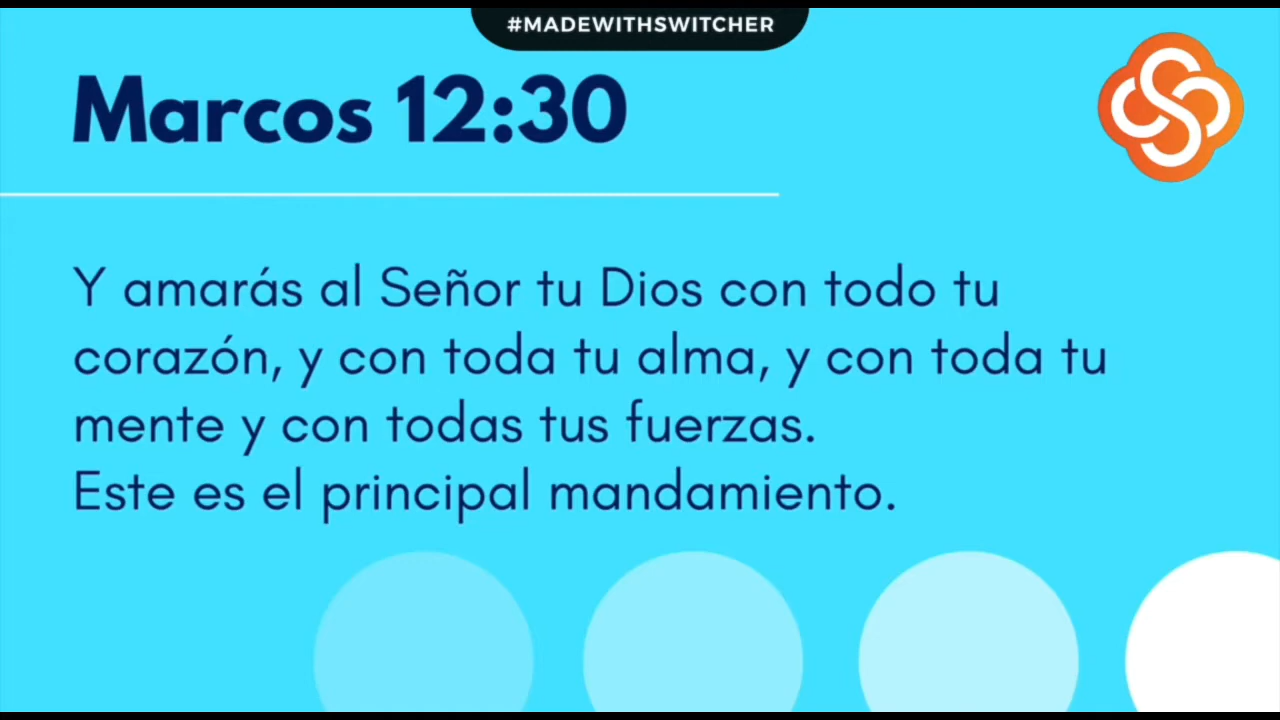 #MADEWITHSWITCHER
Marcos 12:30
Y amarás al Señor tu Dios con todo tu
corazón, y con toda tu alma, y con toda tu
mente y con todas tus fuerzas.
Este es el principal mandamiento.